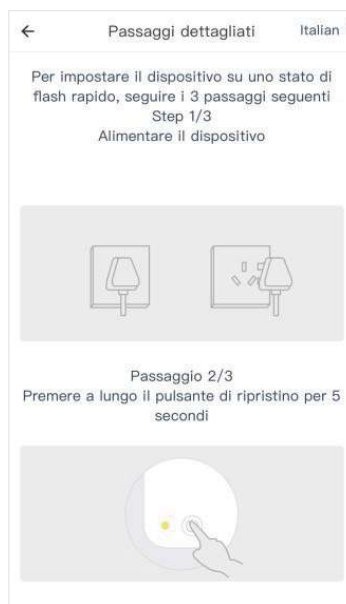 Passaggi dettagliati
Italian
Per impostare il dispositivo su uno stato di
flash rapido, seguire i 3 passaggi seguenti
Step 1/3
Alimentare il dispositivo
Passaggio 2/3
Premere a lungo il pulsante di ripristino per 5
secondi